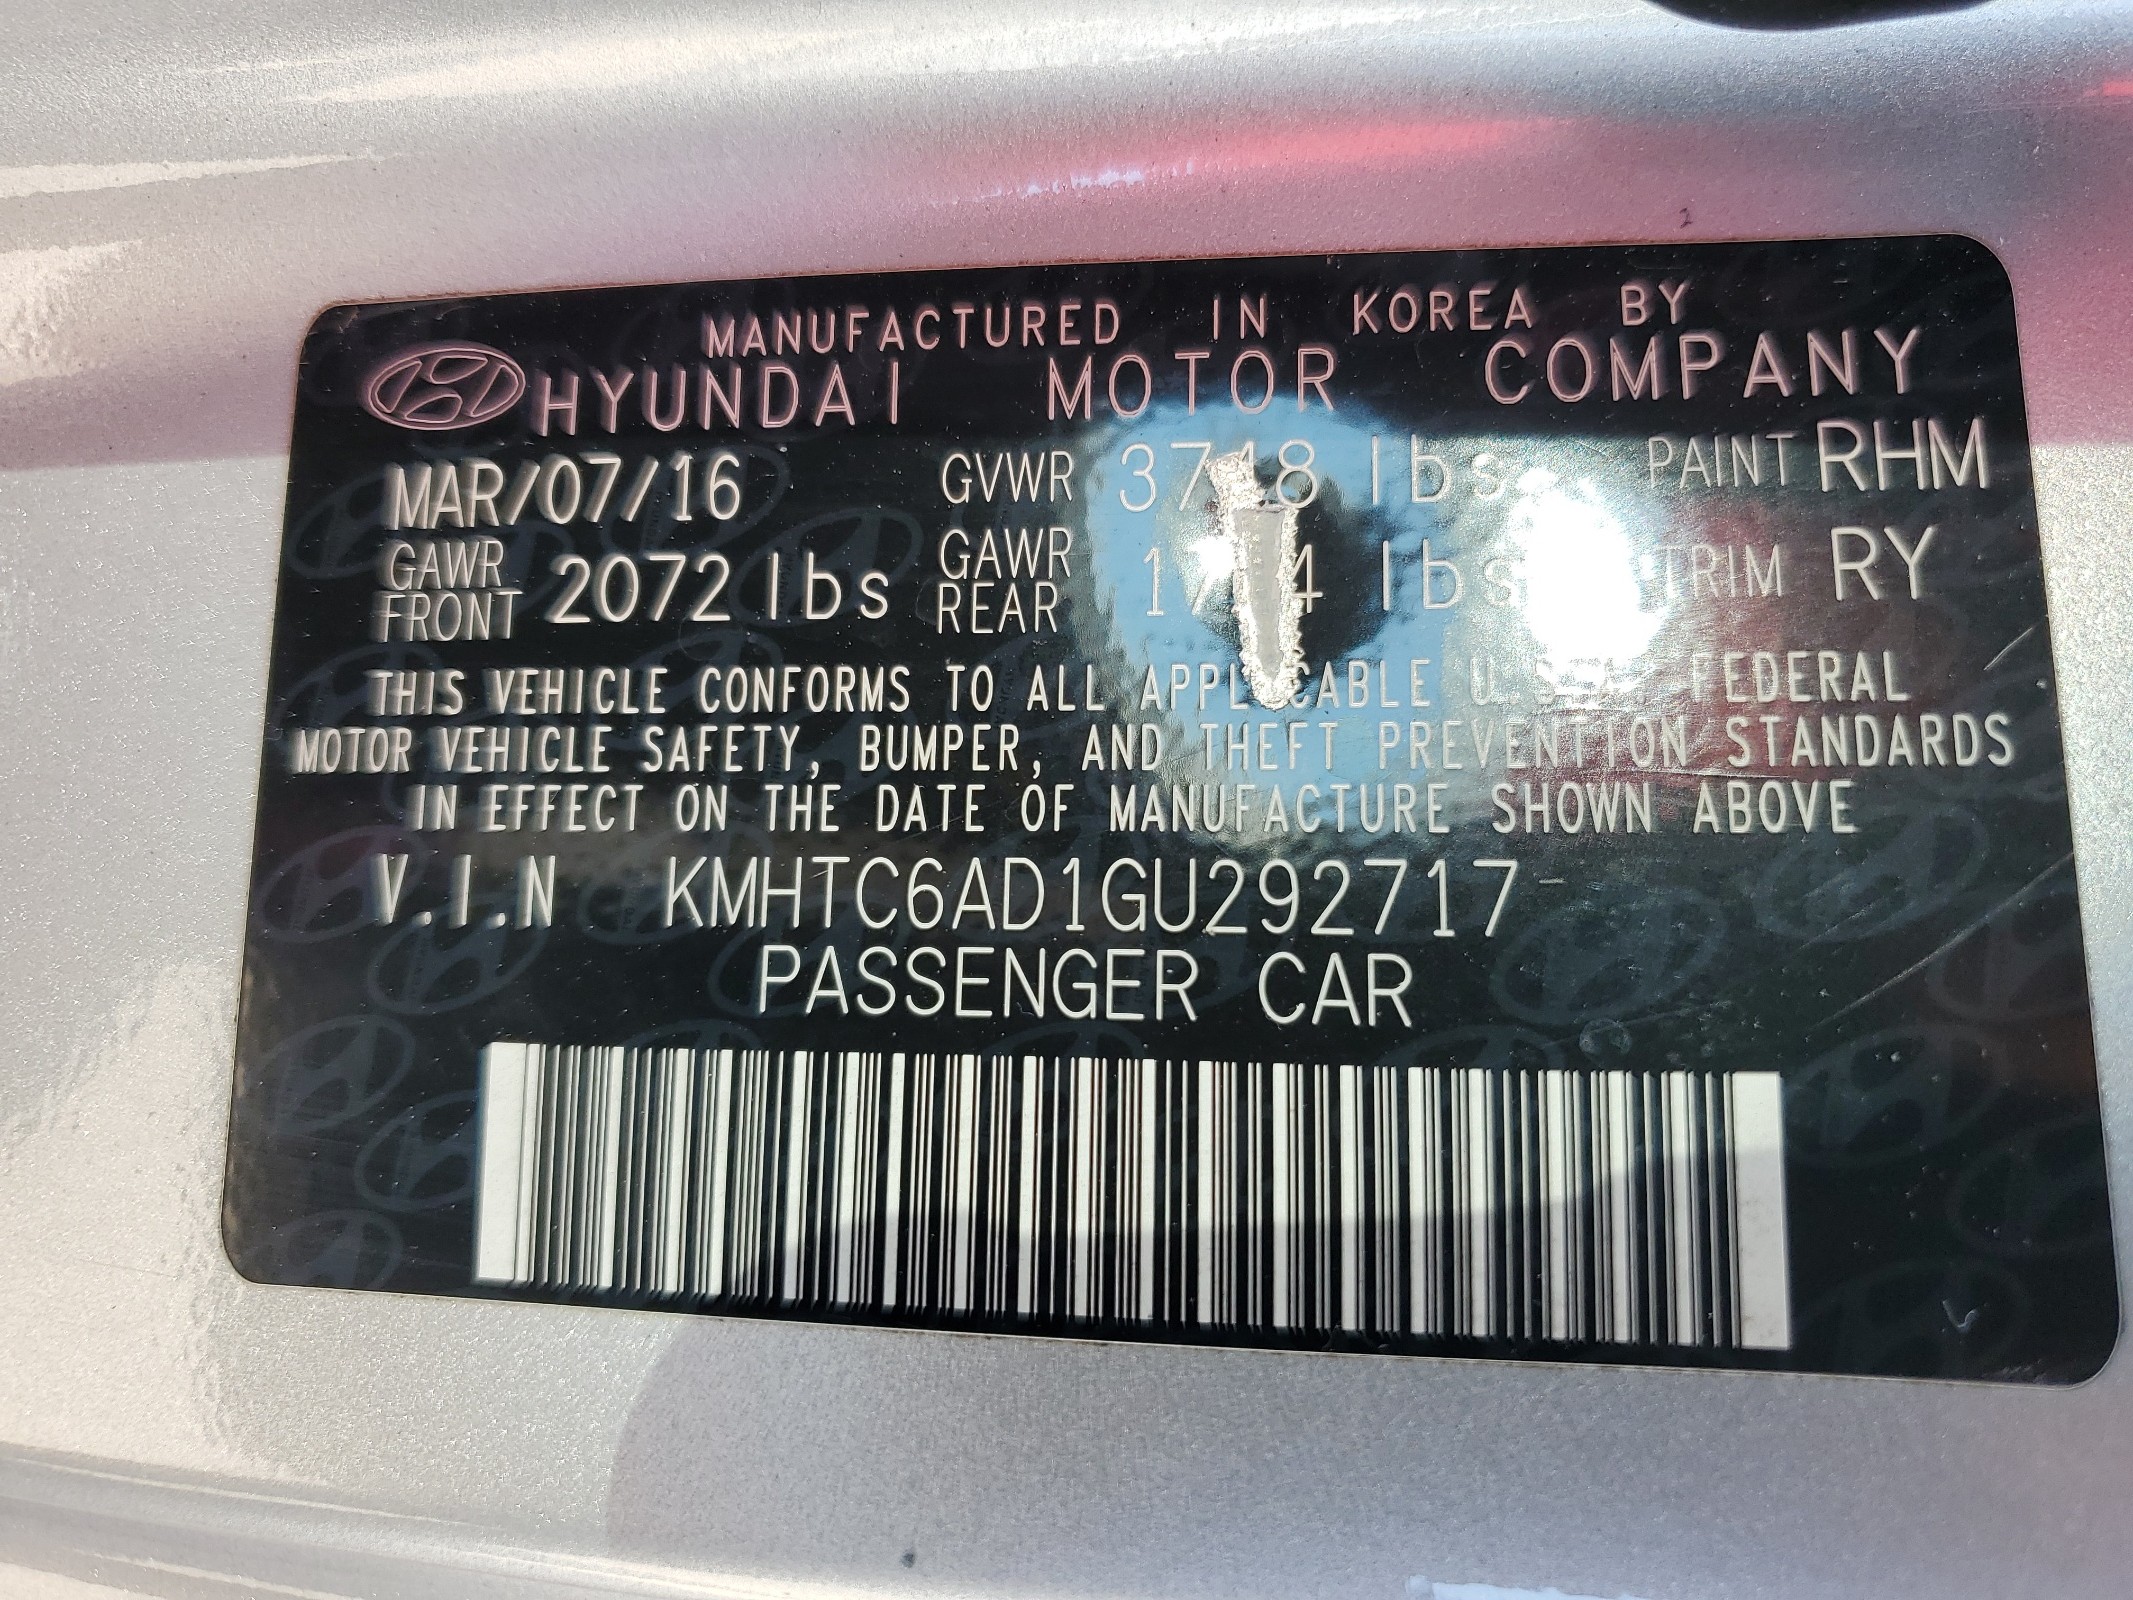 MANUFACTURED IN KOREA BY
HYUNDAI MOTOR COMPANY
MAR/07/16 GVWR lbs PAINT RHM
GAWR FRONT 2072 lbs GAWR REAR lbs TRIM RY
THIS VEHICLE CONFORMS TO ALL APPLICABLE FEDERAL
MOTOR VEHICLE SAFETY, BUMPER, AND THEFT PREVENTION STANDARDS
IN EFFECT ON THE DATE OF MANUFACTURE SHOWN ABOVE
V.I.N KMHTC6AD1GU292717
PASSENGER CAR